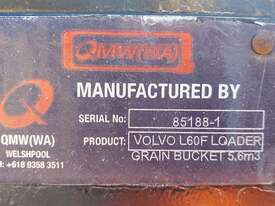 QMW(WA)
MANUFACTURED BY
SERIAL No: 85188-1
QMW(WA)
WELSHPOOL
PH: +618 9358 3511
PRODUCT: VOLVO L60F LOADER
GRAIN BUCKET 5.6m3